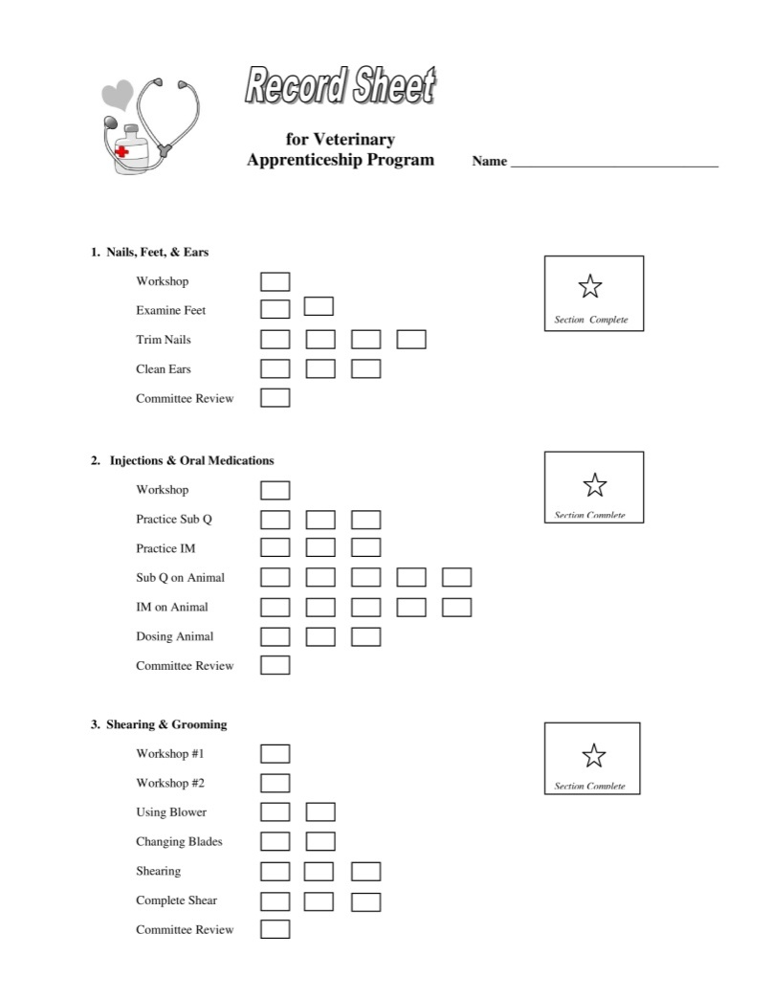 Record Sheet
for Veterinary
Apprenticeship Program
Name ______________________________
1. Nails, Feet, & Ears
Workshop
Examine Feet
Trim Nails
Clean Ears
Committee Review
Section Complete
2. Injections & Oral Medications
Workshop
Practice Sub Q
Practice IM
Sub Q on Animal
IM on Animal
Dosing Animal
Committee Review
Section Complete
3. Shearing & Grooming
Workshop #1
Workshop #2
Using Blower
Changing Blades
Shearing
Complete Shear
Committee Review
Section Complete